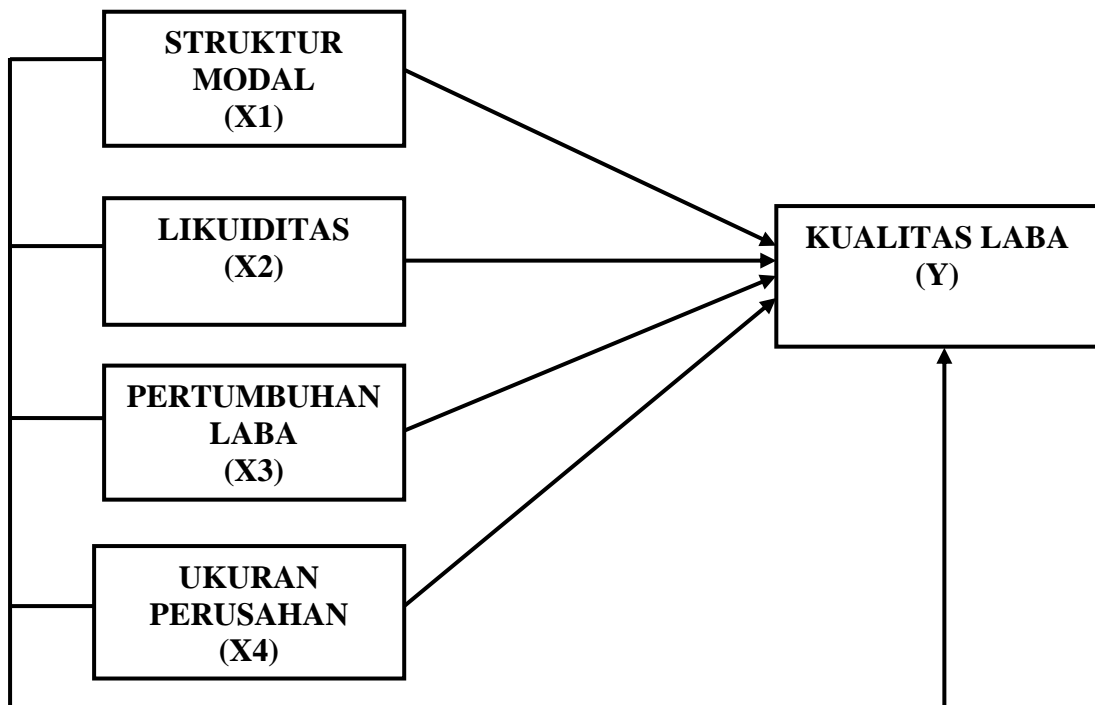 STRUKTUR
MODAL
(X1)
LIKUIDITAS
(X2)
PERTUMBUHAN
LABA
(X3)
UKURAN
PERUSAHAN
(X4)
KUALITAS LABA
(Y)